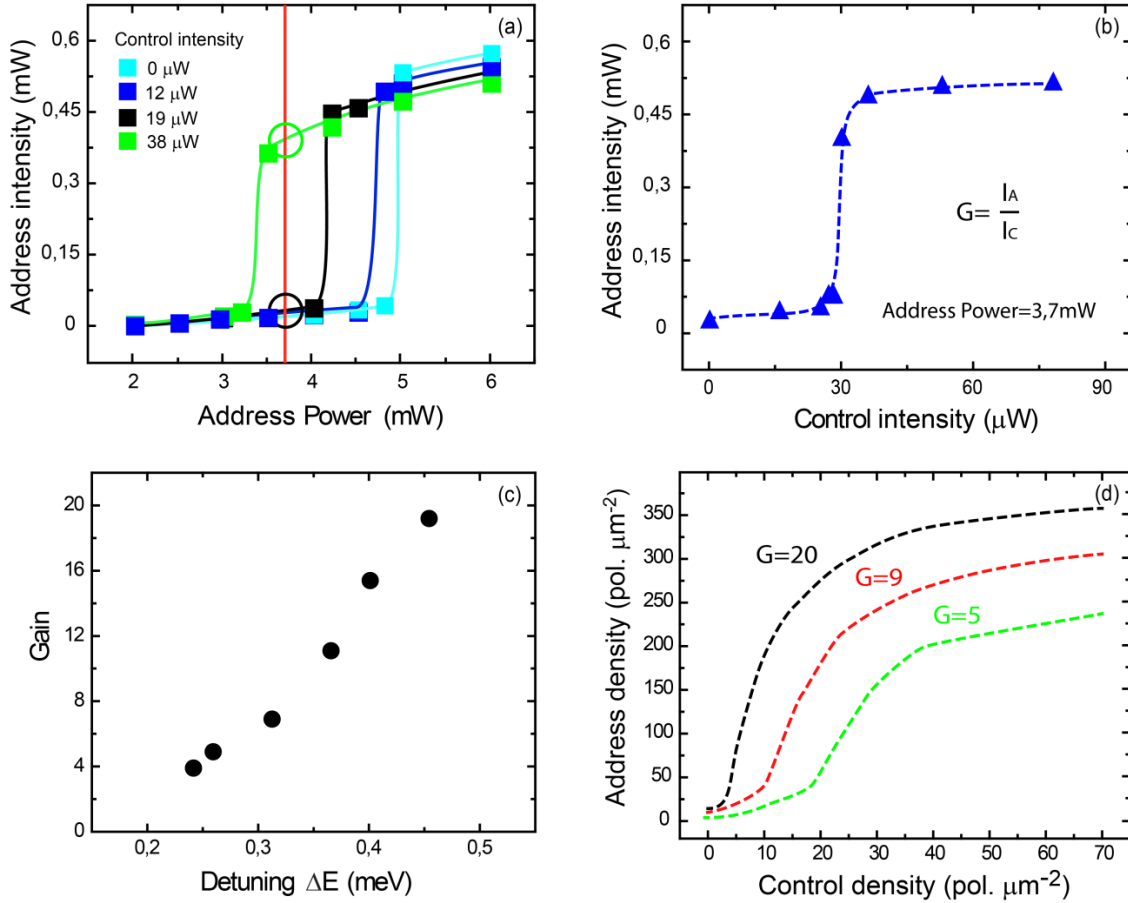 (a)
Control intensity
0 μW
12 μW
19 μW
38 μW
Address intensity (mW)
0,6
0,45
0,3
0,15
0
2 3 4 5 6
Address Power (mW)
(b)
Address intensity (mW)
0,6
0,45
0,3
0,15
0
G= IA
IC
Address Power=3,7mW
0 30 60 90
Control intensity (μW)
(c)
Gain
20
16
12
8
4
0
0,2 0,3 0,4 0,5
Detuning ΔE (meV)
(d)
Address density (pol. μm-2)
350
300
250
200
150
100
50
0
G=20
G=9
G=5
0 10 20 30 40 50 60 70
Control density (pol. μm-2)